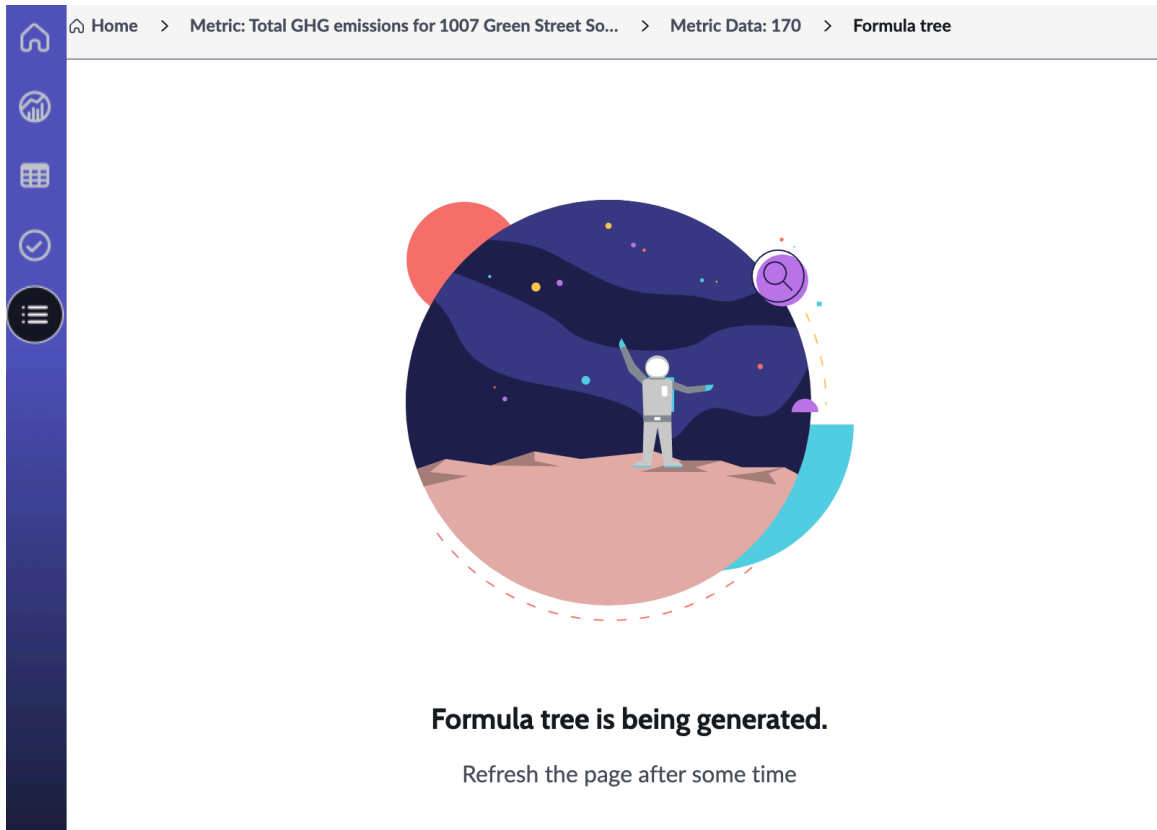 Home > Metric: Total GHG emissions for 1007 Green Street So... > Metric Data: 170 > Formula tree
Formula tree is being generated.
Refresh the page after some time